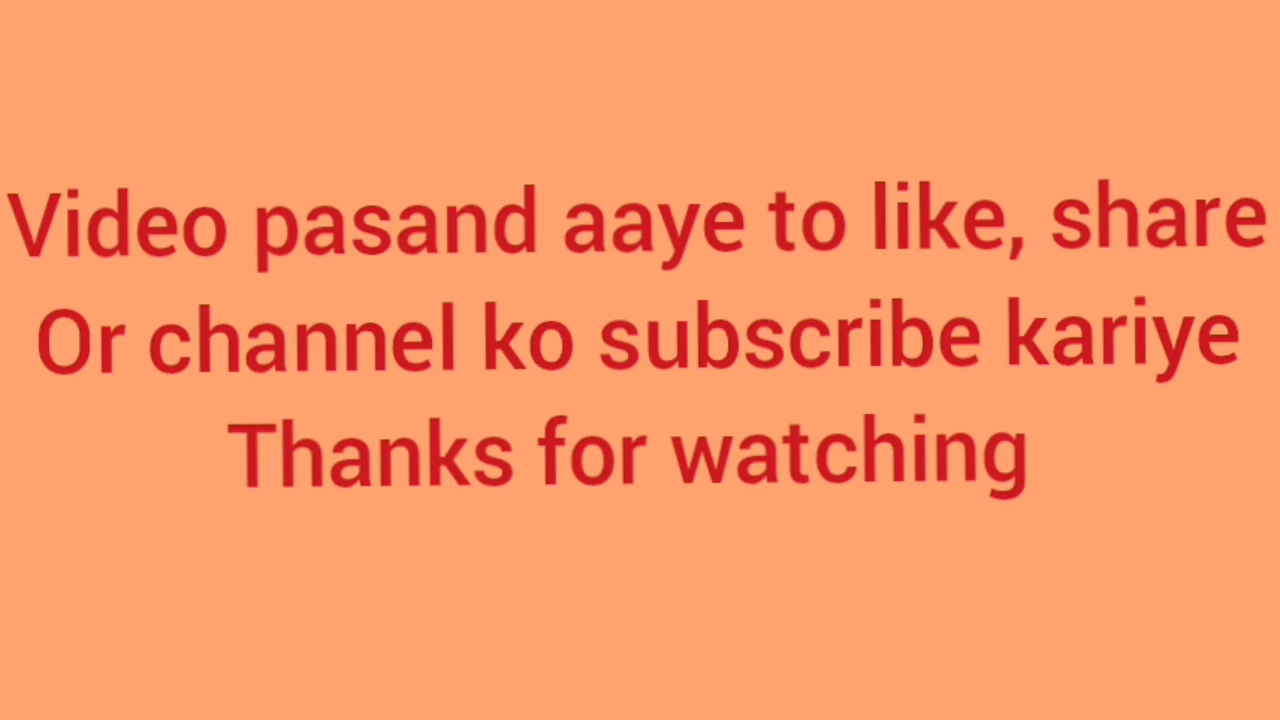 Video pasand aaye to like, share
Or channel ko subscribe kariye
Thanks for watching